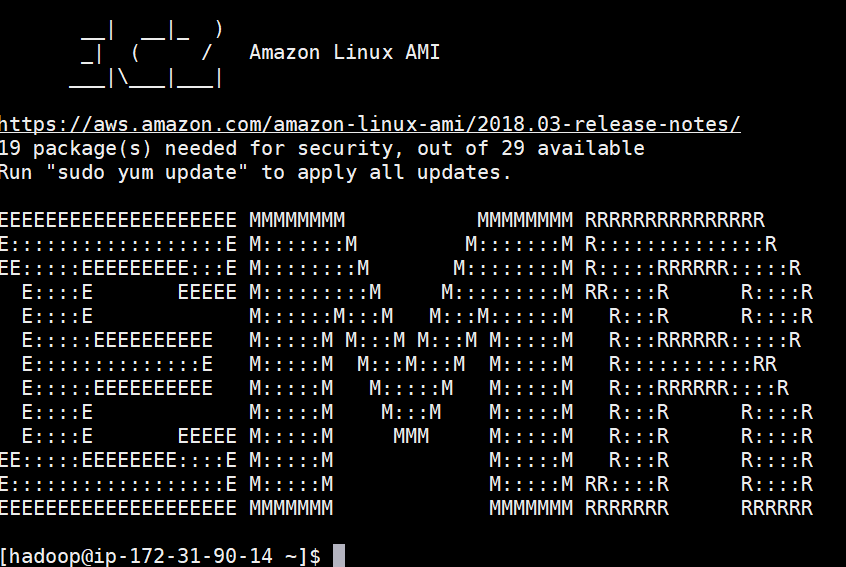 __|  __|_  )
       _|  (     /   Amazon Linux AMI
      ___|\___|___|
https://aws.amazon.com/amazon-linux-ami/2018.03-release-notes/
19 package(s) needed for security, out of 29 available
Run "sudo yum update" to apply all updates.
EEEEEEEEEEEEEEEEEEEE MMMMMMMM           MMMMMMMM RRRRRRRRRRRRRRR
E::::::::::::::::::E M:::::::M         M:::::::M R::::::::::::::R
EE:::::EEEEEEEEE:::E M::::::::M       M::::::::M R:::::RRRRRR:::::R
  E::::E       EEEEE M:::::::::M     M:::::::::M RR::::R      R::::R
  E::::E             M::::::M:::M   M:::M::::::M   R:::R      R::::R
  E:::::EEEEEEEEEE   M:::::M M:::M M:::M M:::::M   R:::RRRRRR:::::R
  E::::::::::::::E   M:::::M  M:::M:::M  M:::::M   R:::::::::::RR
  E:::::EEEEEEEEEE   M:::::M   M:::::M   M:::::M   R:::RRRRRR::::R
  E::::E             M:::::M    M:::M    M:::::M   R:::R      R::::R
  E::::E       EEEEE M:::::M     MMM     M:::::M   R:::R      R::::R
EE:::::EEEEEEEE::::E M:::::M             M:::::M   R:::R      R::::R
E::::::::::::::::::E M:::::M             M:::::M RR::::R      R::::R
EEEEEEEEEEEEEEEEEEEE MMMMMMM             MMMMMMM RRRRRRR      RRRRRR
[hadoop@ip-172-31-90-14 ~]$